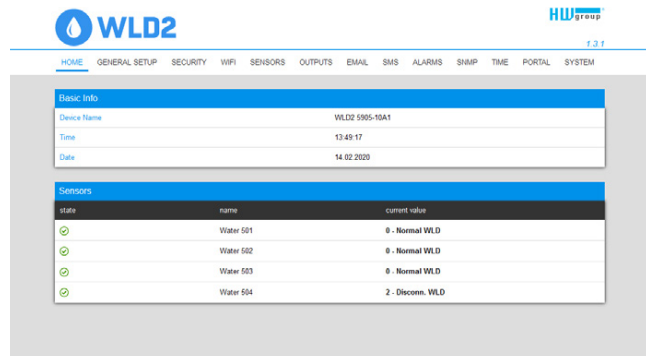 WLD2
HWgroup
1.3.1
HOME GENERAL SETUP SECURITY WIFI SENSORS OUTPUTS EMAIL SMS ALARMS SNMP TIME PORTAL SYSTEM
Basic Info
Device Name WLD2 5905-10A1
Time 13:49:17
Date 14.02.2020
Sensors
state name current value
Water 501 0 - Normal WLD
Water 502 0 - Normal WLD
Water 503 0 - Normal WLD
Water 504 2 - Disconn. WLD